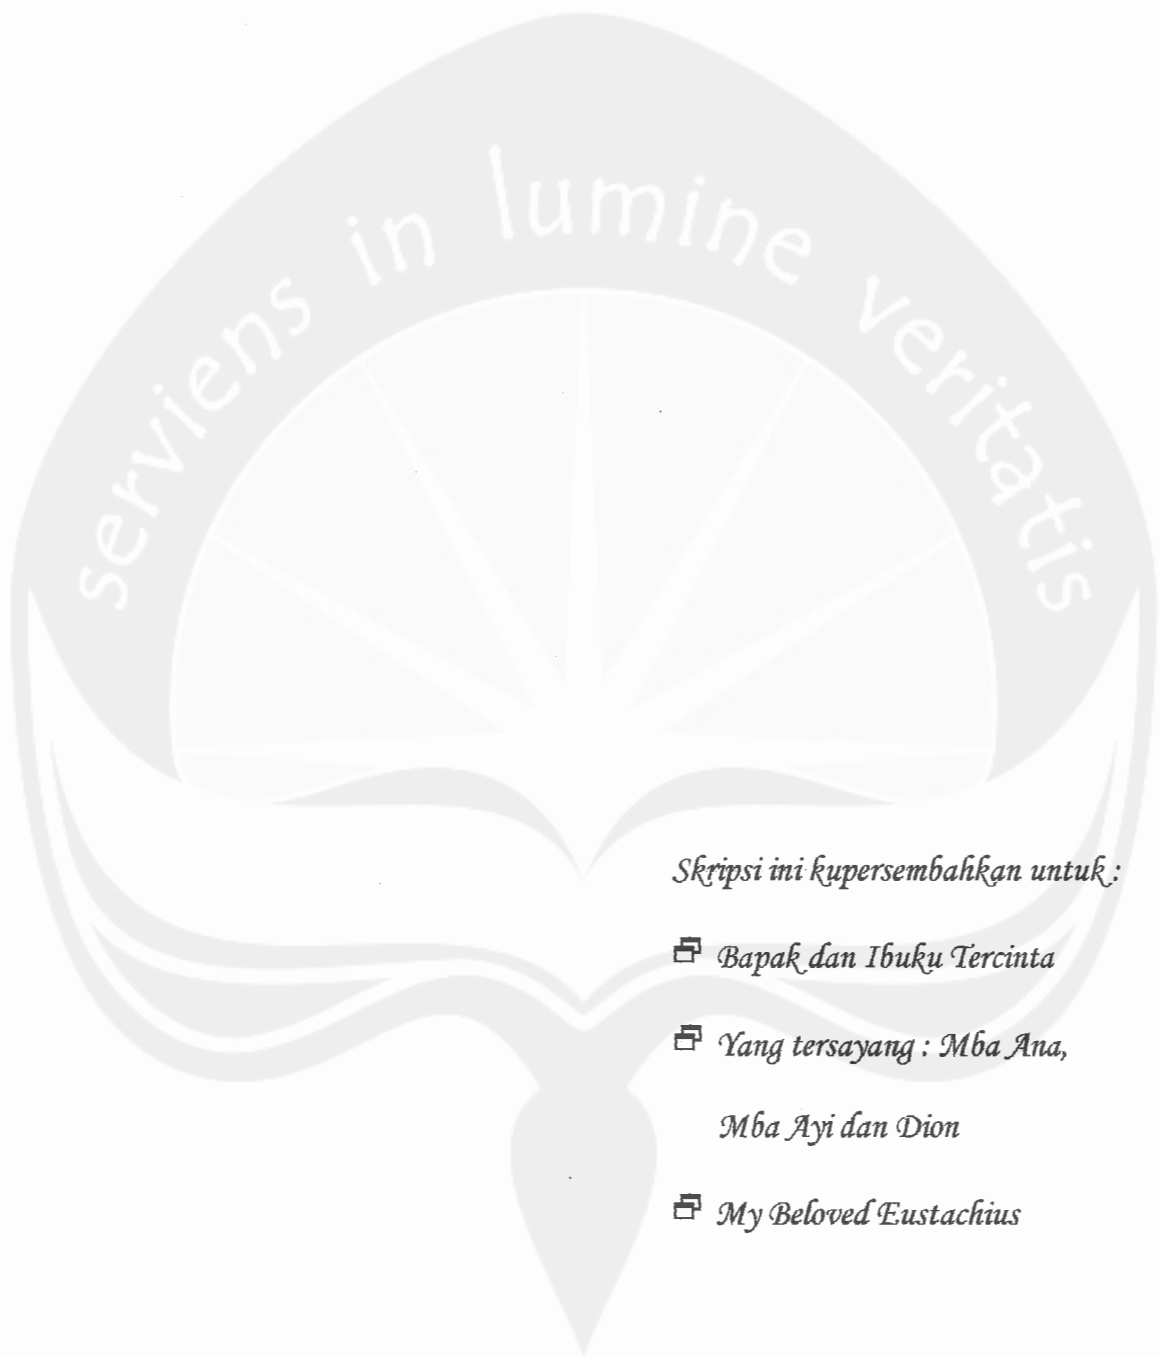 serviens in lumine veritatis
Skripsi ini kupersembahkan untuk :
Bapak dan Ibuku Tercinta
Yang tersayang : Mba Ana,
Mba Ayi dan Dion
My Beloved Eustachius